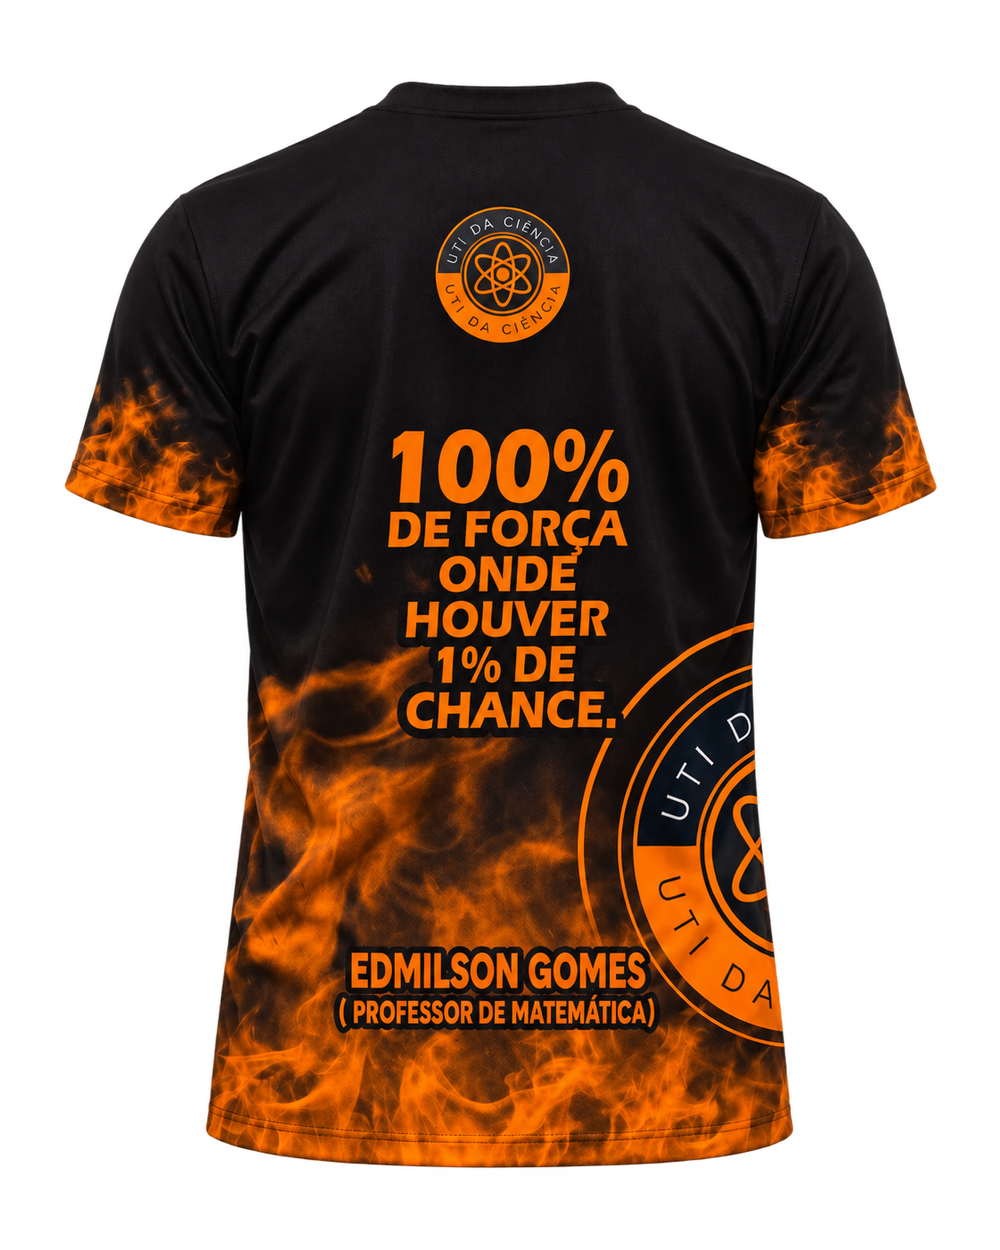 UTI DA CIÊNCIA
UTI DA CIÊNCIA
100%
DE FORÇA
ONDE
HOUVER
1% DE
CHANCE.
UTI D
UTI DA
EDMILSON GOMES
( PROFESSOR DE MATEMÁTICA)